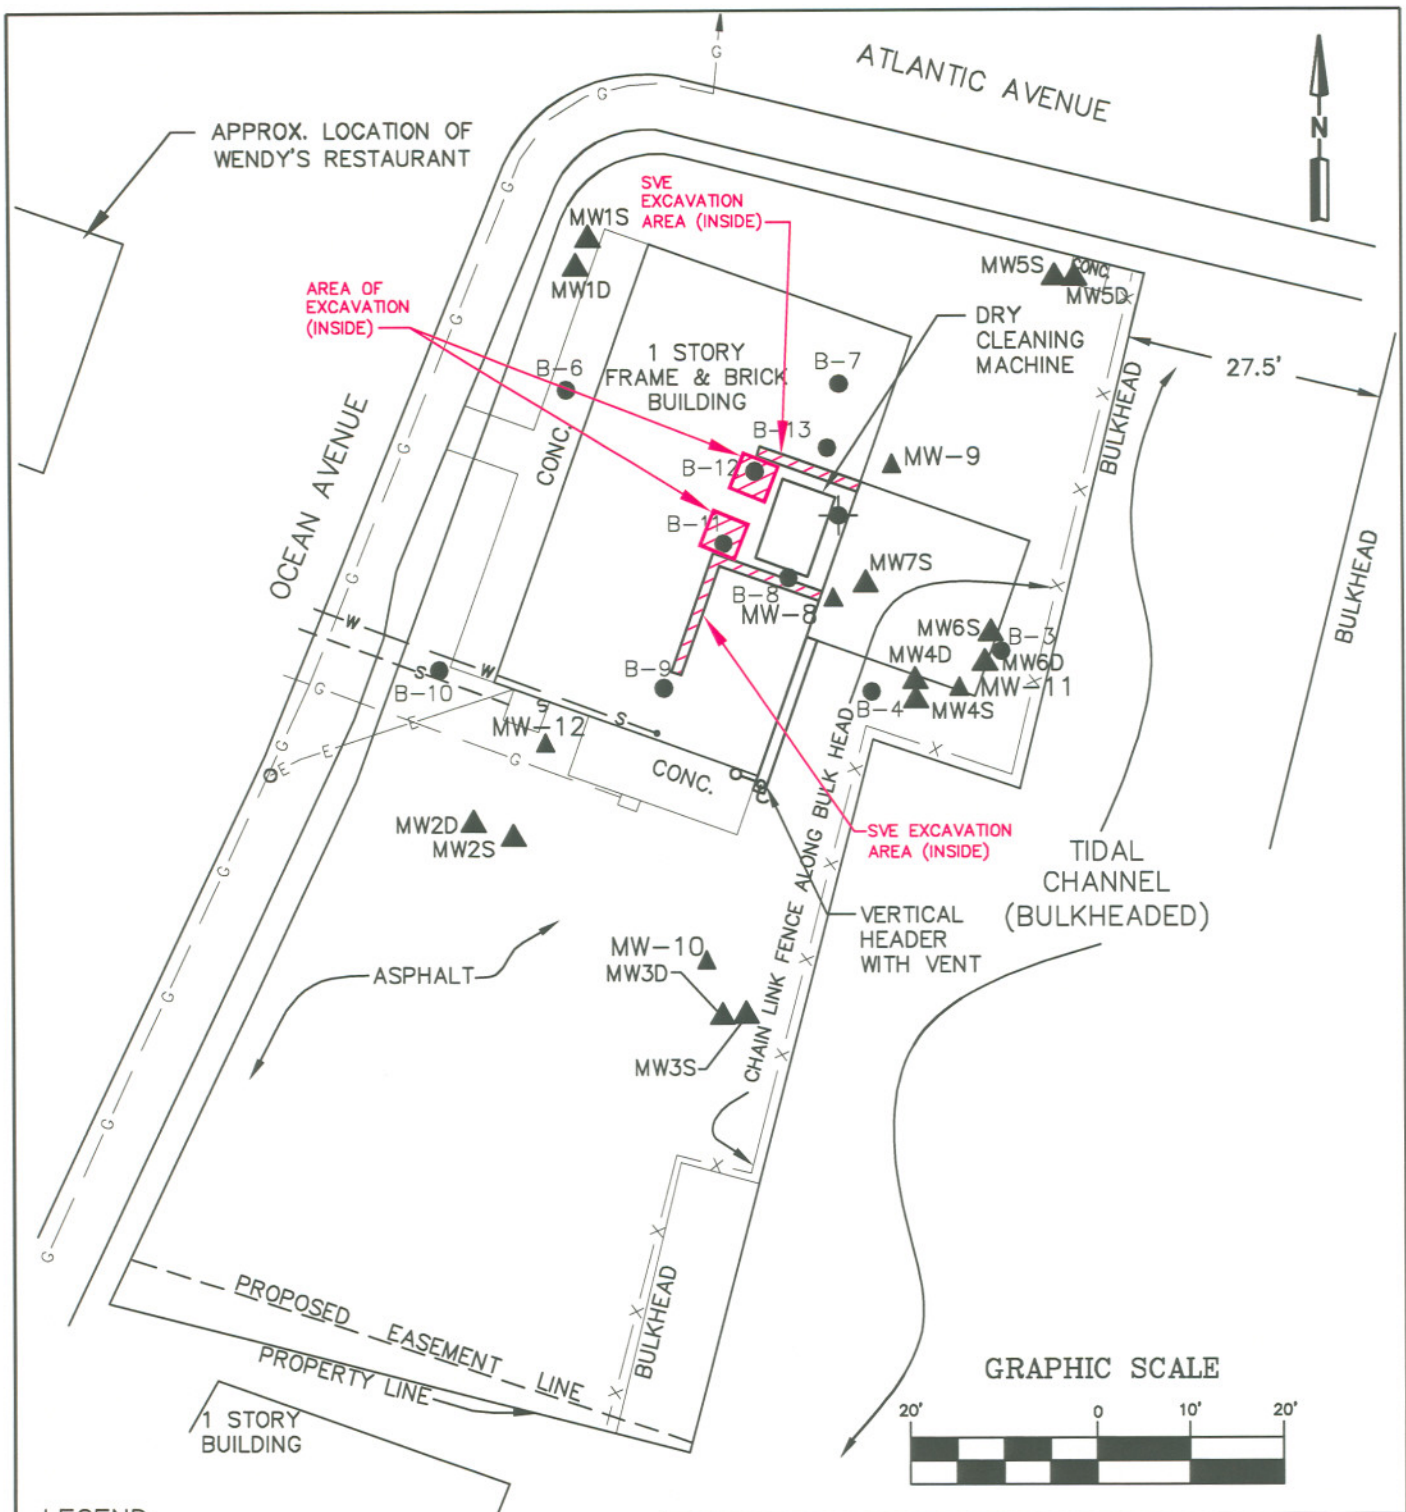 ATLANTIC AVENUE
N
APPROX. LOCATION OF
WENDY'S RESTAURANT
G
G
G
G
G
G
G
G
G
G
G
G
G
G
SVE
EXCAVATION
AREA (INSIDE)
MW1S
MW1D
MW5S
CONC.
MW5D
AREA OF
EXCAVATION
(INSIDE)
DRY
CLEANING
MACHINE
1 STORY
FRAME & BRICK
BUILDING
B-6
B-7
27.5'
BULKHEAD
BULKHEAD
OCEAN AVENUE
CONC.
B-13
B-12
MW-9
B-11
MW7S
B-8
MW-8
MW6S
B-3
MW4D
MW6D
MW-11
B-4
MW4S
W
W
S
S
S
B-9
B-10
E
E
E
MW-12
CONC.
MW2D
MW2S
SVE EXCAVATION
AREA (INSIDE)
CHAIN LINK FENCE ALONG BULK HEAD
TIDAL
CHANNEL
(BULKHEADED)
VERTICAL
HEADER
WITH VENT
MW-10
MW3D
ASPHALT
MW3S
PROPOSED EASEMENT LINE
PROPERTY LINE
BULKHEAD
1 STORY
BUILDING
GRAPHIC SCALE
20' 0 10' 20'
LEGEND